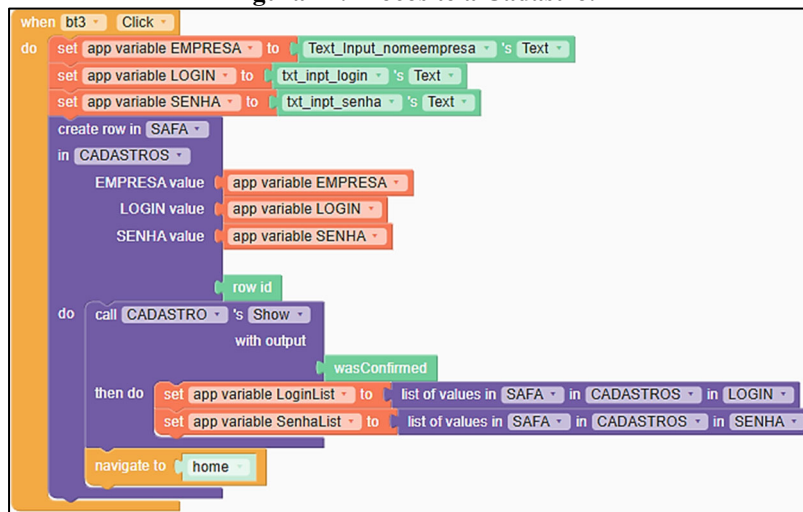 when bt3 Click
do set app variable EMPRESA to Text_Input_nomeempresa 's Text
set app variable LOGIN to txt_inpt_login 's Text
set app variable SENHA to txt_inpt_senha 's Text
create row in SAFA
in CADASTROS
EMPRESA value app variable EMPRESA
LOGIN value app variable LOGIN
SENHA value app variable SENHA
row id
do call CADASTRO 's Show
with output
wasConfirmed
then do set app variable LoginList to list of values in SAFA in CADASTROS in LOGIN
set app variable SenhaList to list of values in SAFA in CADASTROS in SENHA
navigate to home